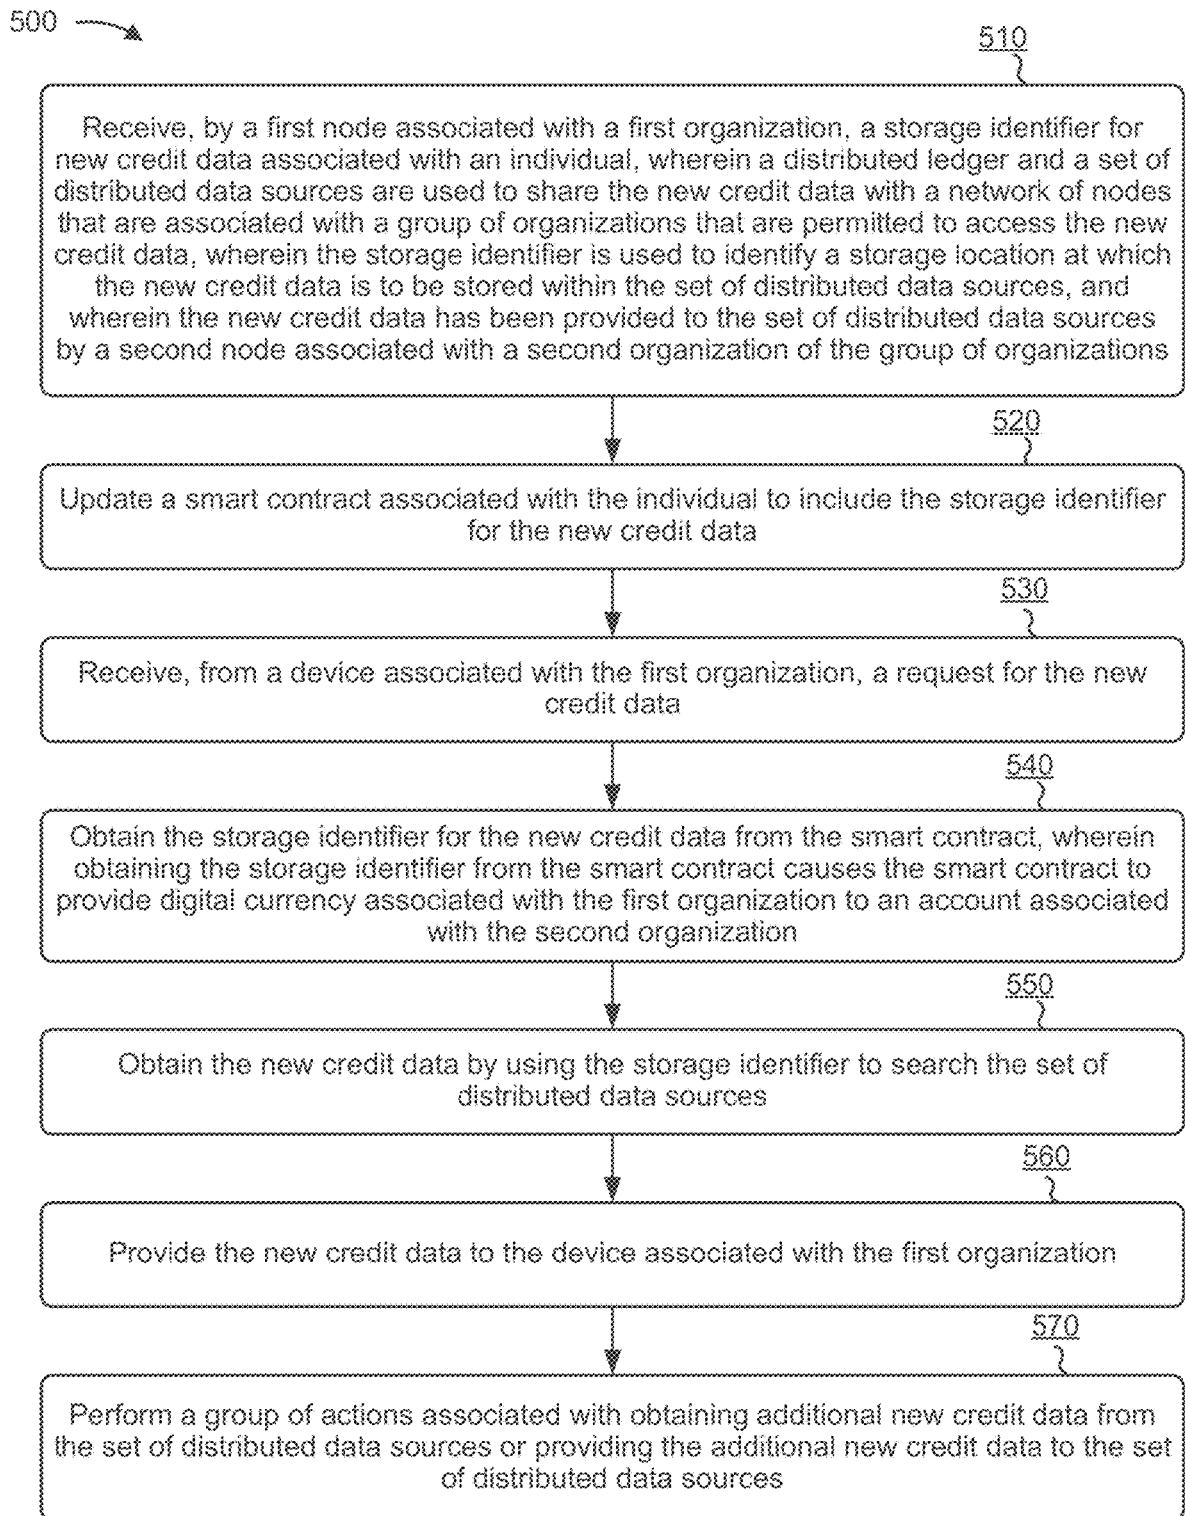 500
510
Receive, by a first node associated with a first organization, a storage identifier for
new credit data associated with an individual, wherein a distributed ledger and a set of
distributed data sources are used to share the new credit data with a network of nodes
that are associated with a group of organizations that are permitted to access the new
credit data, wherein the storage identifier is used to identify a storage location at which
the new credit data is to be stored within the set of distributed data sources, and
wherein the new credit data has been provided to the set of distributed data sources
by a second node associated with a second organization of the group of organizations
520
Update a smart contract associated with the individual to include the storage identifier
for the new credit data
530
Receive, from a device associated with the first organization, a request for the new
credit data
540
Obtain the storage identifier for the new credit data from the smart contract, wherein
obtaining the storage identifier from the smart contract causes the smart contract to
provide digital currency associated with the first organization to an account associated
with the second organization
550
Obtain the new credit data by using the storage identifier to search the set of
distributed data sources
560
Provide the new credit data to the device associated with the first organization
570
Perform a group of actions associated with obtaining additional new credit data from
the set of distributed data sources or providing the additional new credit data to the set
of distributed data sources